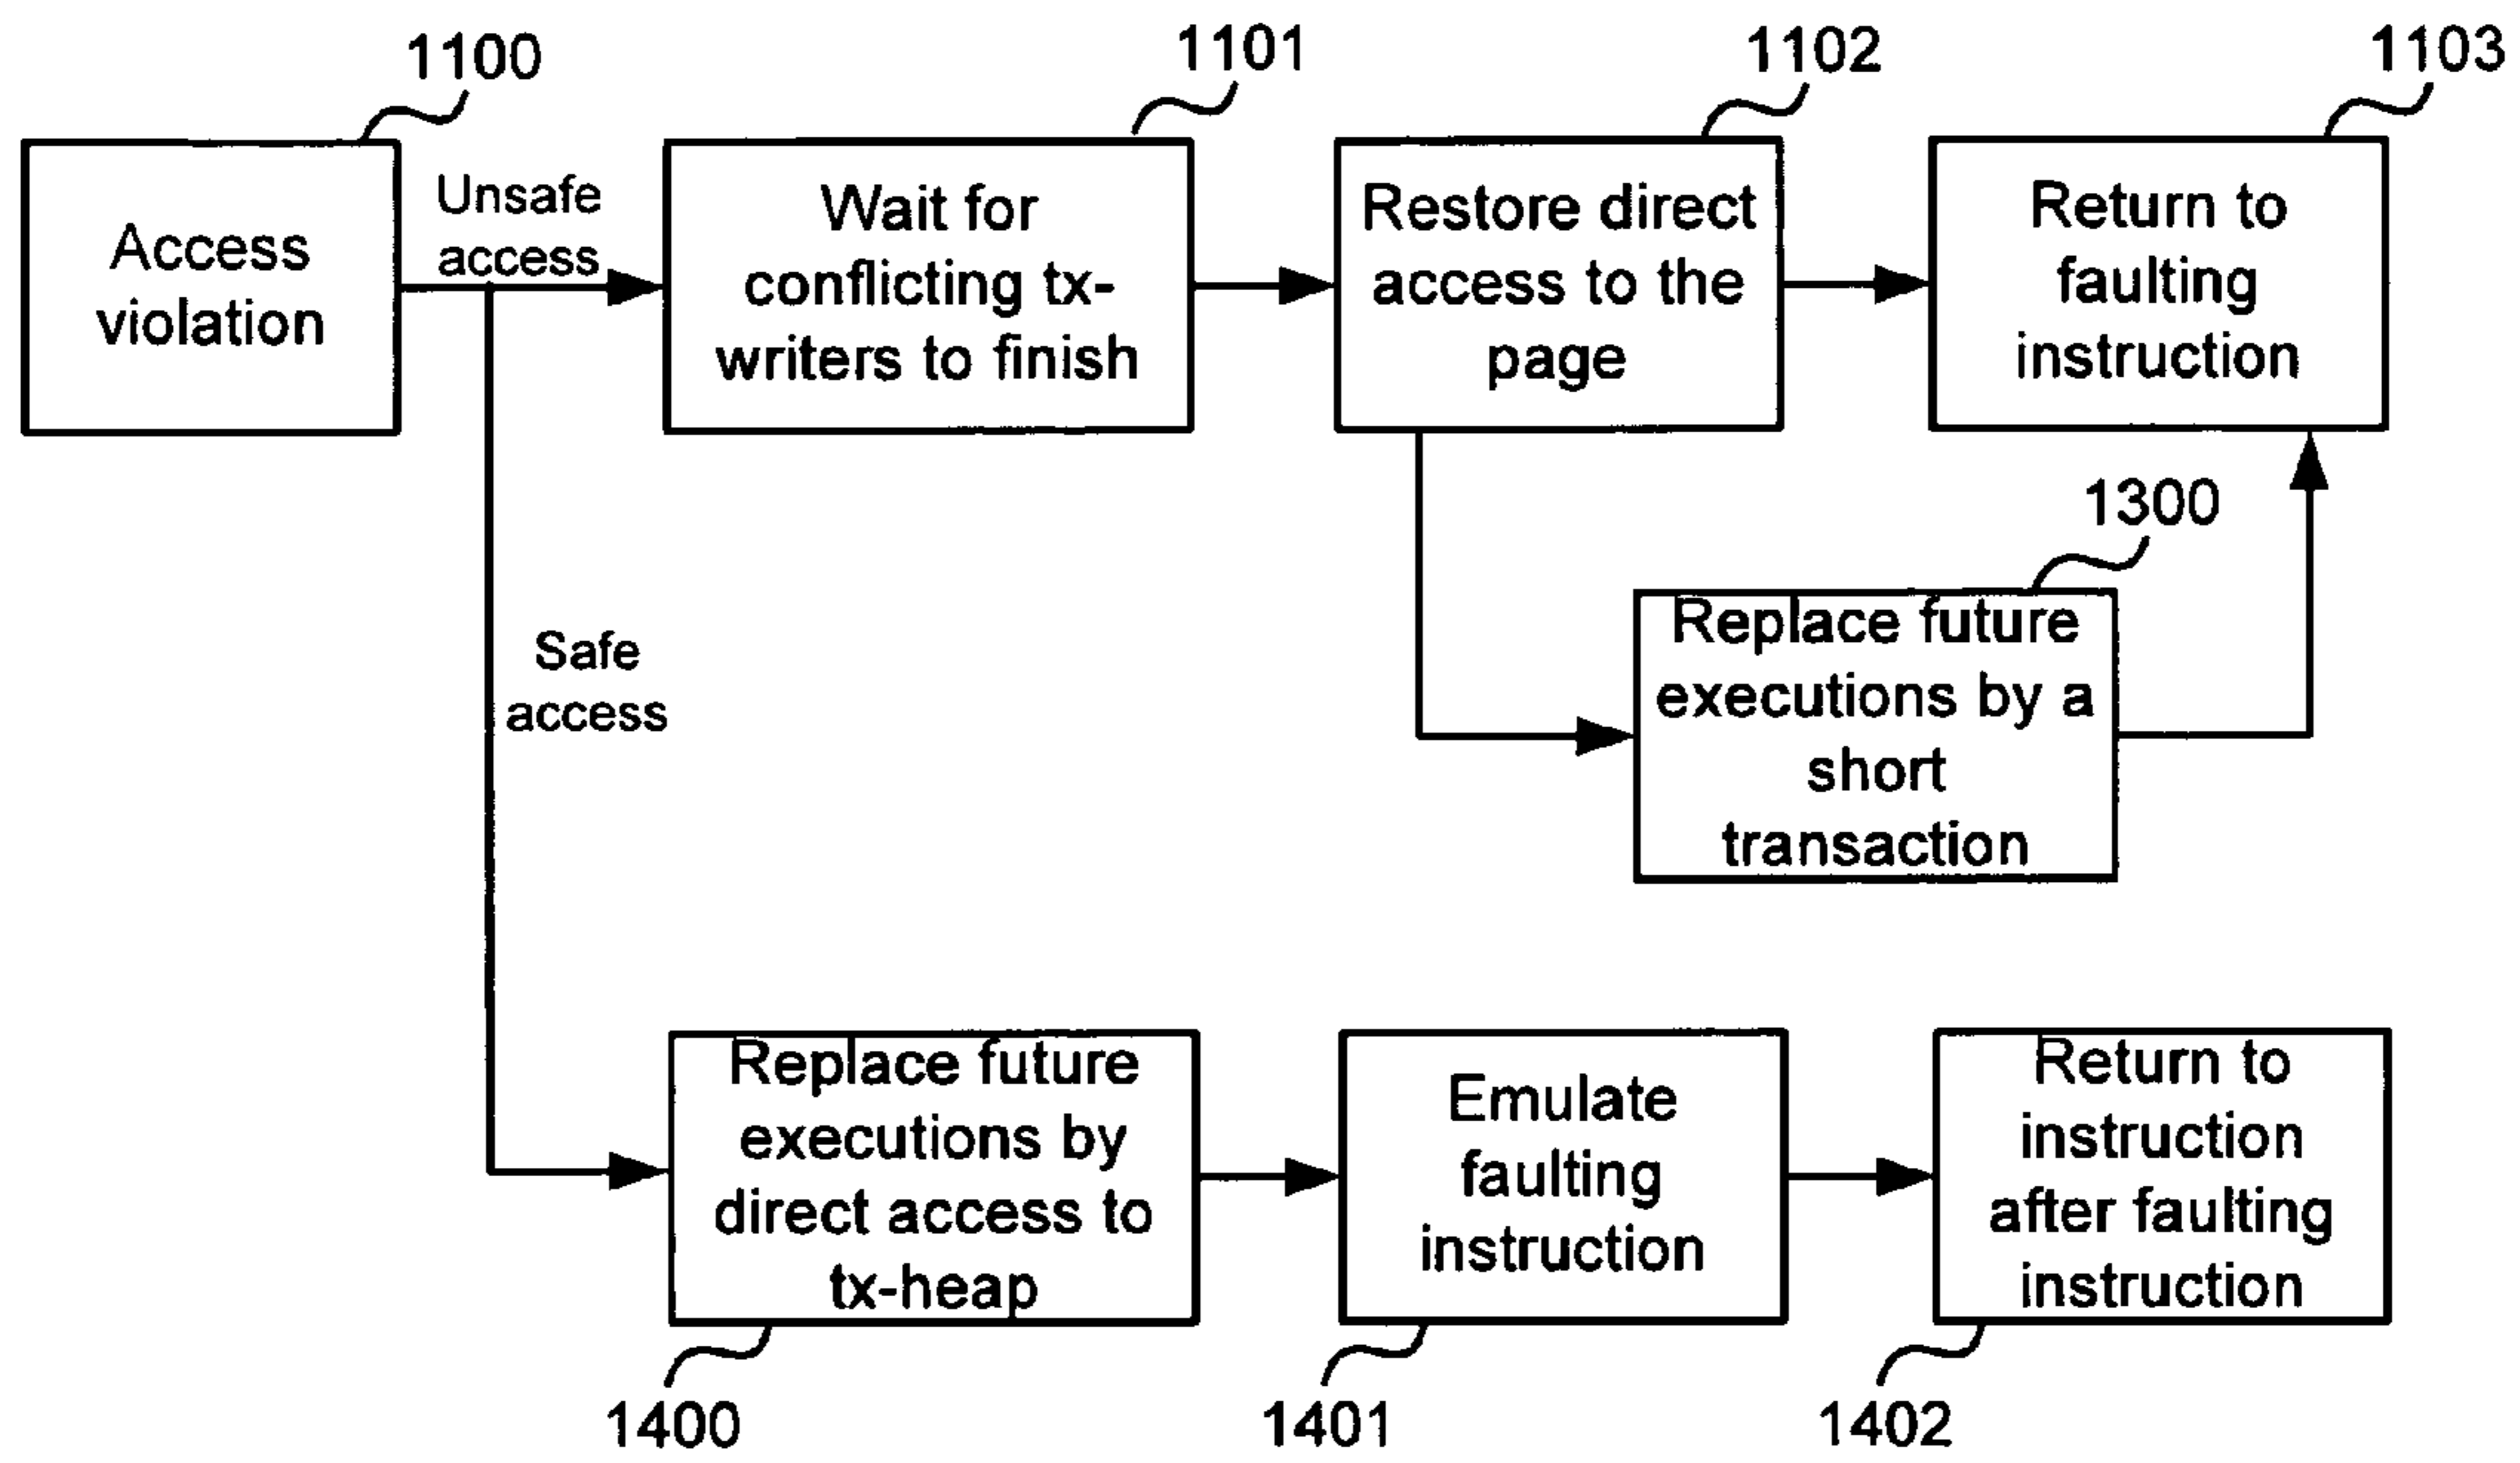 1100
1101
1102
1103
Access
violation
Unsafe
access
Wait for
conflicting tx-
writers to finish
Restore direct
access to the
page
Return to
faulting
instruction
1300
Replace future
executions by a
short
transaction
Safe
access
Replace future
executions by
direct access to
tx-heap
Emulate
faulting
instruction
Return to
instruction
after faulting
instruction
1400
1401
1402